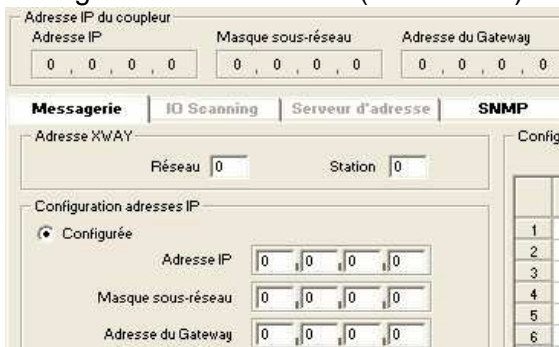 Adresse IP du coupleur
Adresse IP Masque sous-réseau Adresse du Gateway
0 , 0 , 0 , 0 0 , 0 , 0 , 0 0 , 0 , 0 , 0
Messagerie IO Scanning Serveur d'adresse SNMP
Adresse XWAY Config
Réseau 0 Station 0
Configuration adresses IP
Configurée 1
2
Adresse IP 0 , 0 , 0 , 0
3
Masque sous-réseau 0 , 0 , 0 , 0 4
5
Adresse du Gateway 0 , 0 , 0 , 0 6